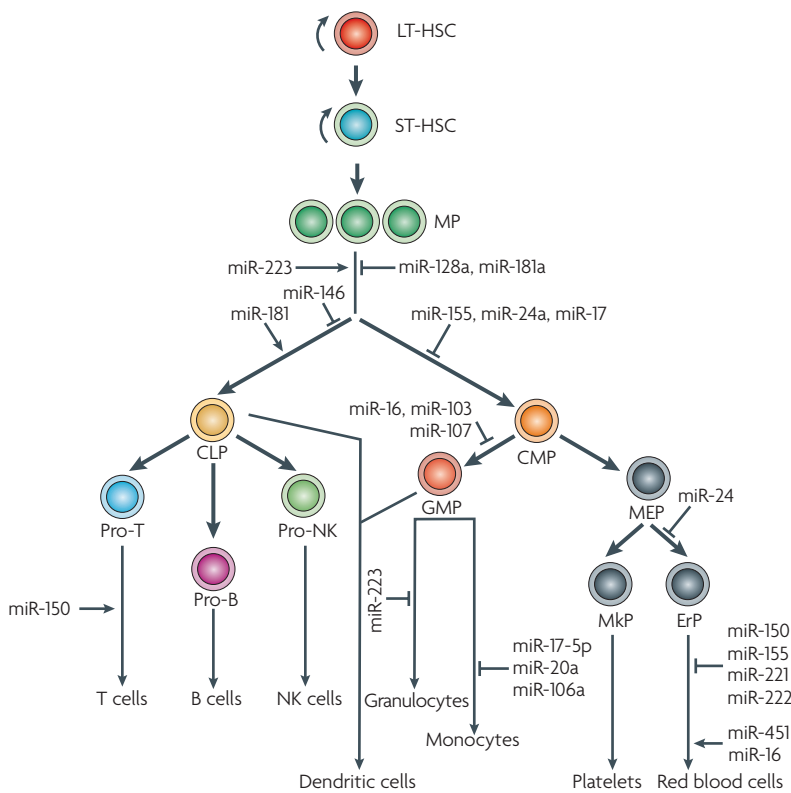 LT-HSC
ST-HSC
MP
miR-223
miR-128a, miR-181a
miR-146
miR-181
miR-155, miR-24a, miR-17
miR-16, miR-103
miR-107
CLP
CMP
GMP
MEP
miR-24
Pro-T
Pro-NK
Pro-B
miR-150
miR-223
MkP
ErP
miR-17-5p
miR-20a
miR-106a
miR-150
miR-155
miR-221
miR-222
miR-451
miR-16
T cells
B cells
NK cells
Granulocytes
Monocytes
Dendritic cells
Platelets
Red blood cells